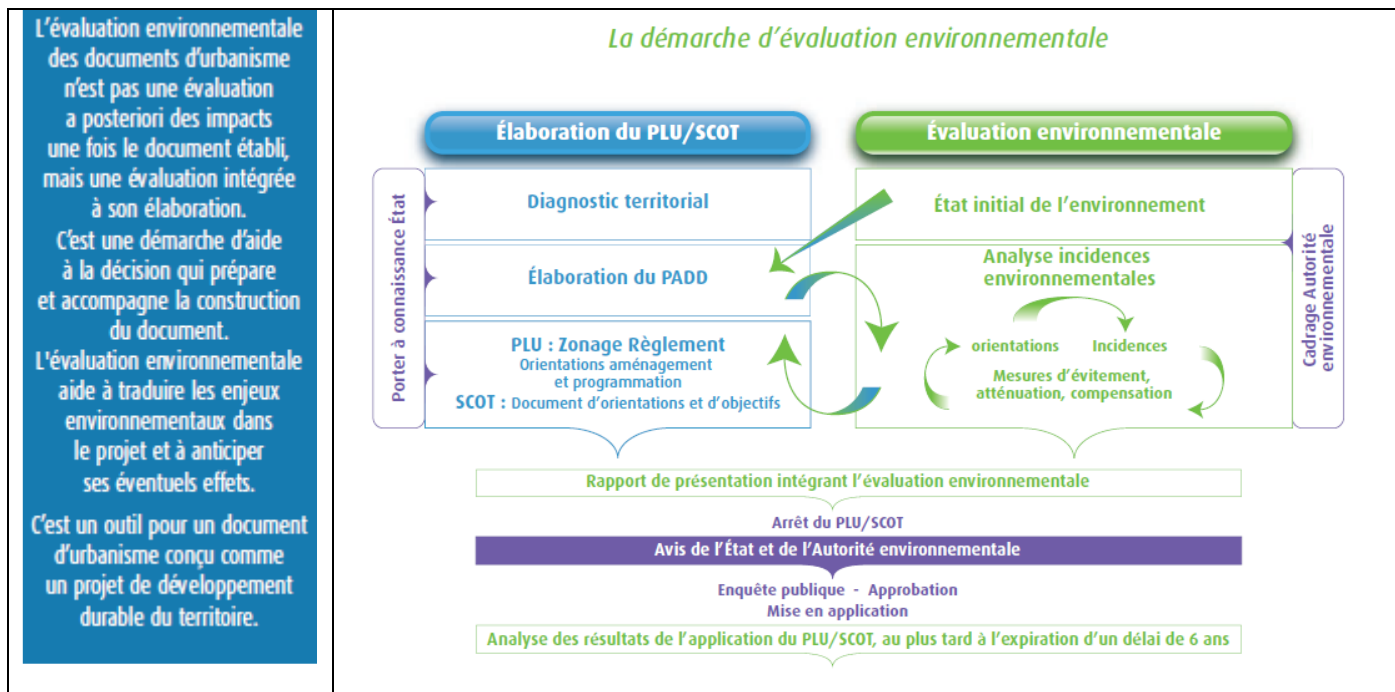 L'évaluation environnementale
des documents d'urbanisme
n'est pas une évaluation
a posteriori des impacts
une fois le document établi,
mais une évaluation intégrée
à son élaboration.
C'est une démarche d'aide
à la décision qui prépare
et accompagne la construction
du document.
L'évaluation environnementale
aide à traduire les enjeux
environnementaux dans
le projet et à anticiper
ses éventuels effets.
C'est un outil pour un document
d'urbanisme conçu comme
un projet de développement
durable du territoire.
La démarche d'évaluation environnementale
Élaboration du PLU/SCOT
Évaluation environnementale
Porter à connaissance État
Diagnostic territorial
État initial de l'environnement
Élaboration du PADD
Analyse incidences
environnementales
PLU : Zonage Règlement
Orientations aménagement
et programmation
SCOT : Document d'orientations et d'objectifs
orientations
Incidences
Mesures d'évitement,
atténuation, compensation
Cadrage Autorité
environnementale
Rapport de présentation intégrant l'évaluation environnementale
Arrêt du PLU/SCOT
Avis de l'État et de l'Autorité environnementale
Enquête publique - Approbation
Mise en application
Analyse des résultats de l'application du PLU/SCOT, au plus tard à l'expiration d'un délai de 6 ans